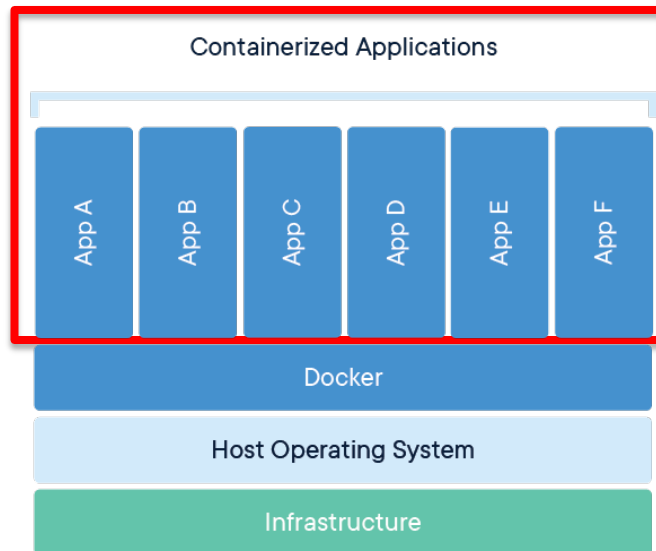 Containerized Applications
App A
App B
App C
App D
App E
App F
Docker
Host Operating System
Infrastructure